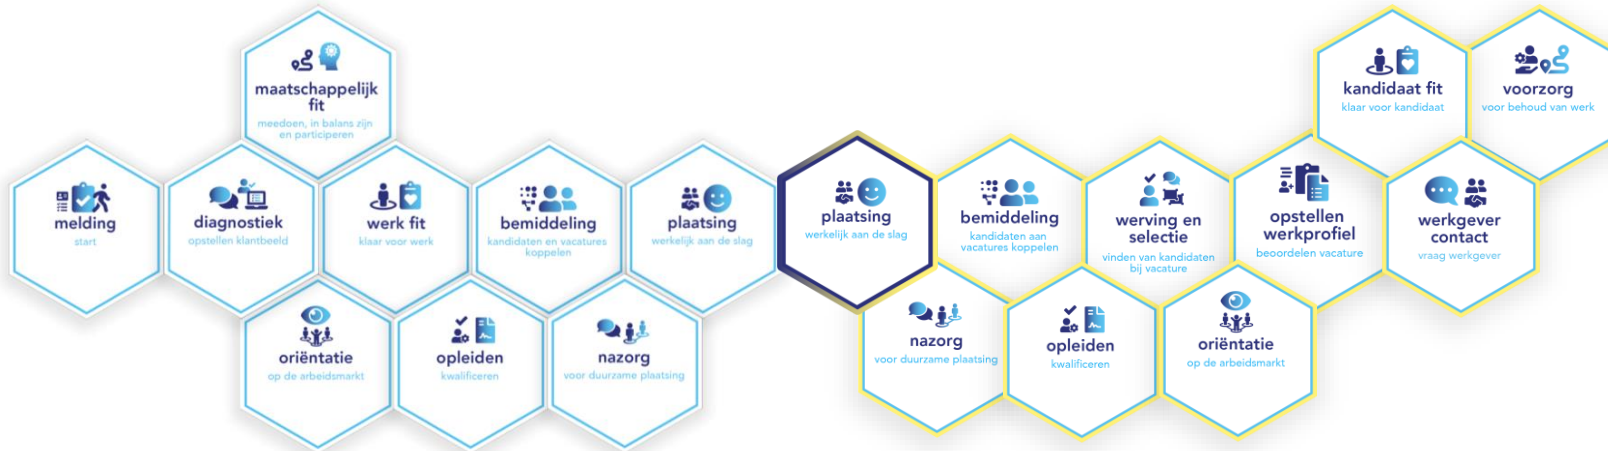 maatschappelijk
fit
meedoen, in balans zijn
en participeren
melding
start
diagnostiek
opstellen klantbeeld
werk fit
klaar voor werk
bemiddeling
kandidaten en vacatures
koppelen
plaatsing
werkelijk aan de slag
oriëntatie
op de arbeidsmarkt
opleiden
kwalificeren
nazorg
voor duurzame plaatsing
plaatsing
werkelijk aan de slag
bemiddeling
kandidaten aan
vacatures koppelen
werving en
selectie
vinden van kandidaten
bij vacature
opstellen
werkprofiel
beoordelen vacature
kandidaat fit
klaar voor kandidaat
voorzorg
voor behoud van werk
werkgever
contact
vraag werkgever
nazorg
voor duurzame plaatsing
opleiden
kwalificeren
oriëntatie
op de arbeidsmarkt